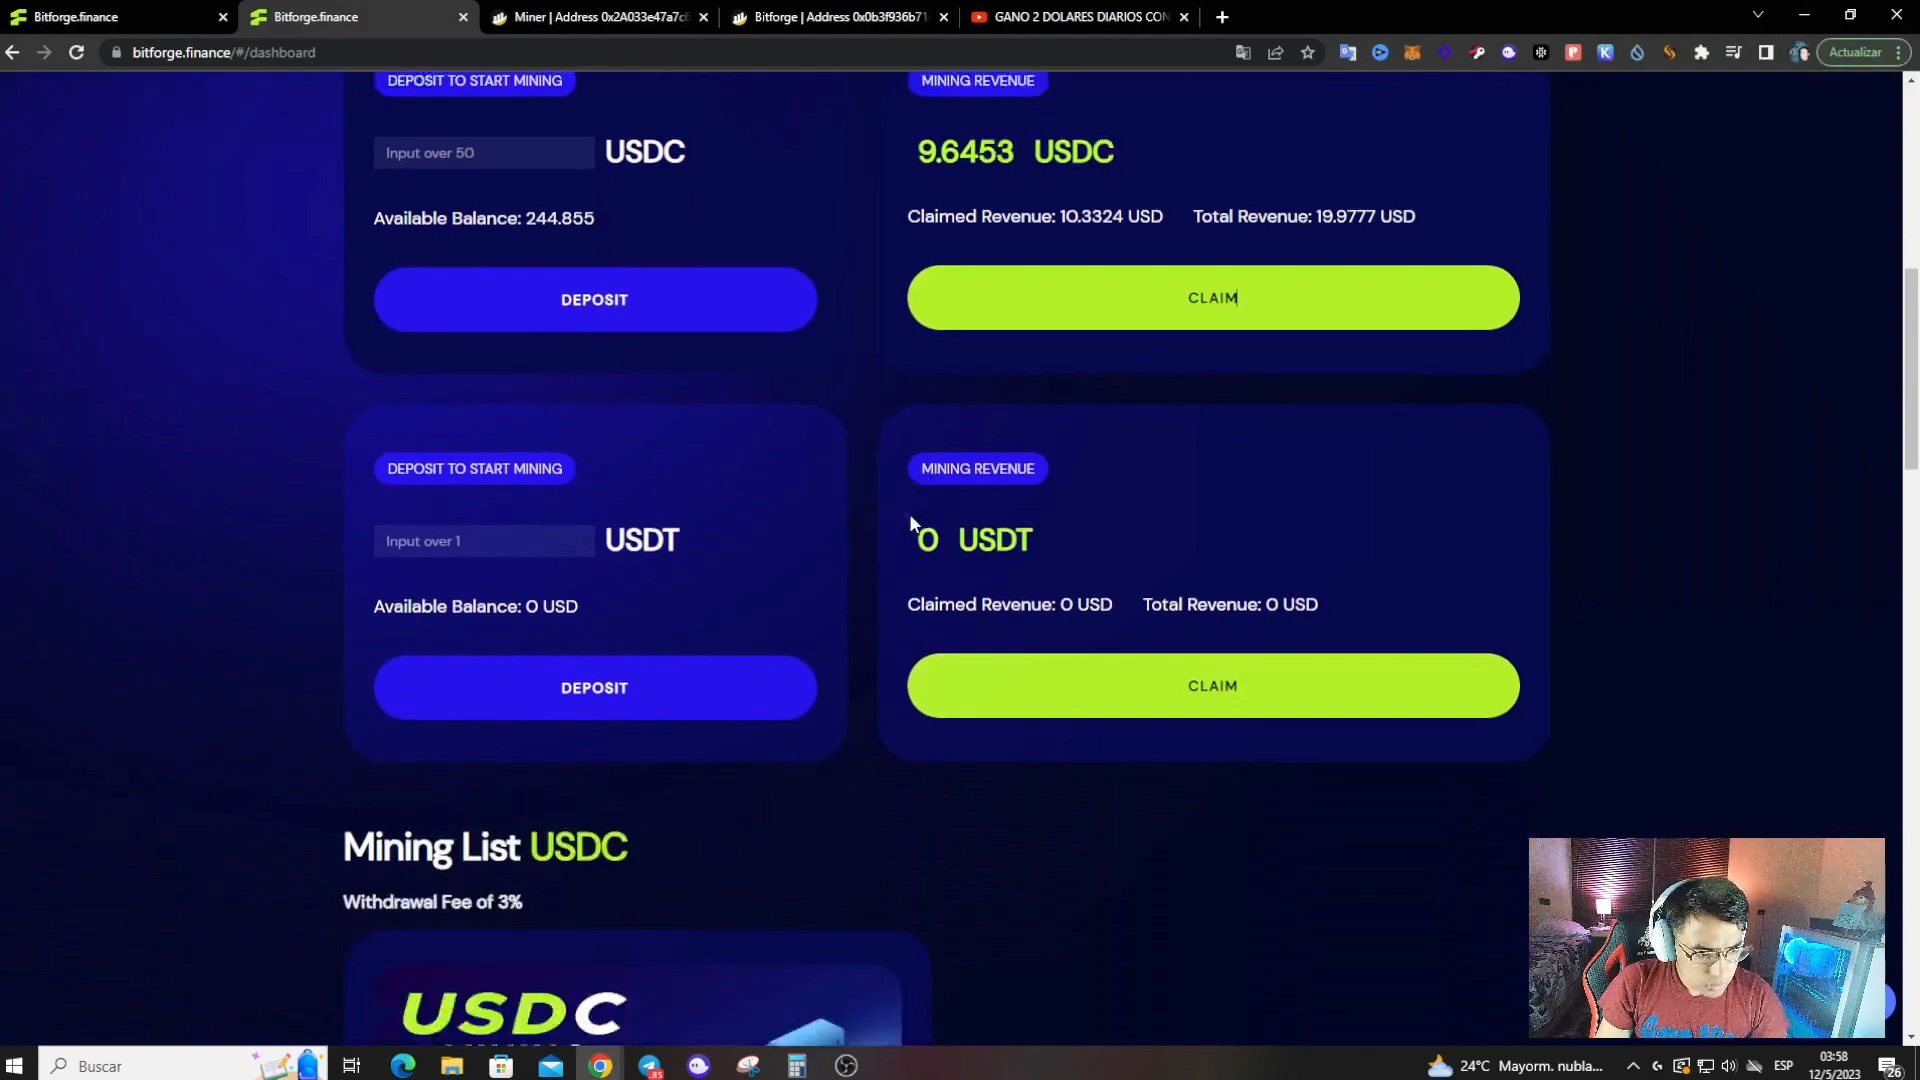 Bitforge.finance
Bitforge.finance
Miner | Address 0x2A033e47a7c
Bitforge | Address 0x0b3f936b71
GANO 2 DOLARES DIARIOS CON
bitforge.finance/#/dashboard
Actualizar
DEPOSIT TO START MINING
MINING REVENUE
Input over 50
USDC
9.6453 USDC
Available Balance: 244.855
Claimed Revenue: 10.3324 USD
Total Revenue: 19.9777 USD
DEPOSIT
CLAIM
DEPOSIT TO START MINING
MINING REVENUE
Input over 1
USDT
0 USDT
Available Balance: 0 USD
Claimed Revenue: 0 USD
Total Revenue: 0 USD
DEPOSIT
CLAIM
Mining List USDC
Withdrawal Fee of 3%
USDC
Buscar
24°C Mayorm. nubla...
ESP
03:58
12/5/2023
26